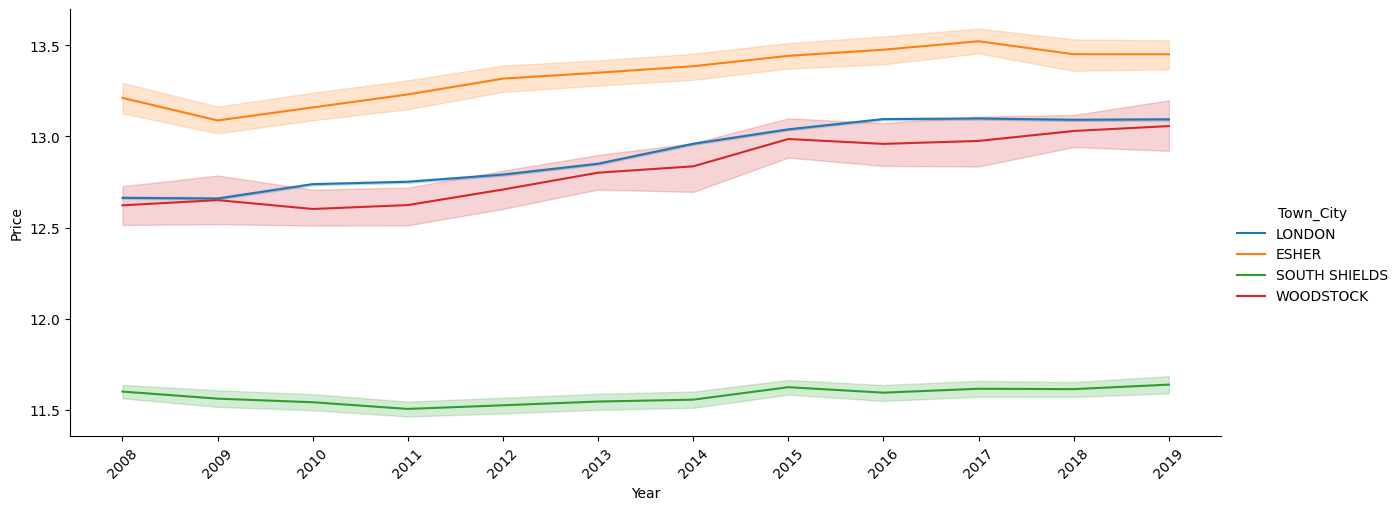 13.5
13.0
12.5
12.0
11.5
Price
2008
2009
2010
2011
2012
2013
2014
2015
2016
2017
2018
2019
Year
Town_City
LONDON
ESHER
SOUTH SHIELDS
WOODSTOCK